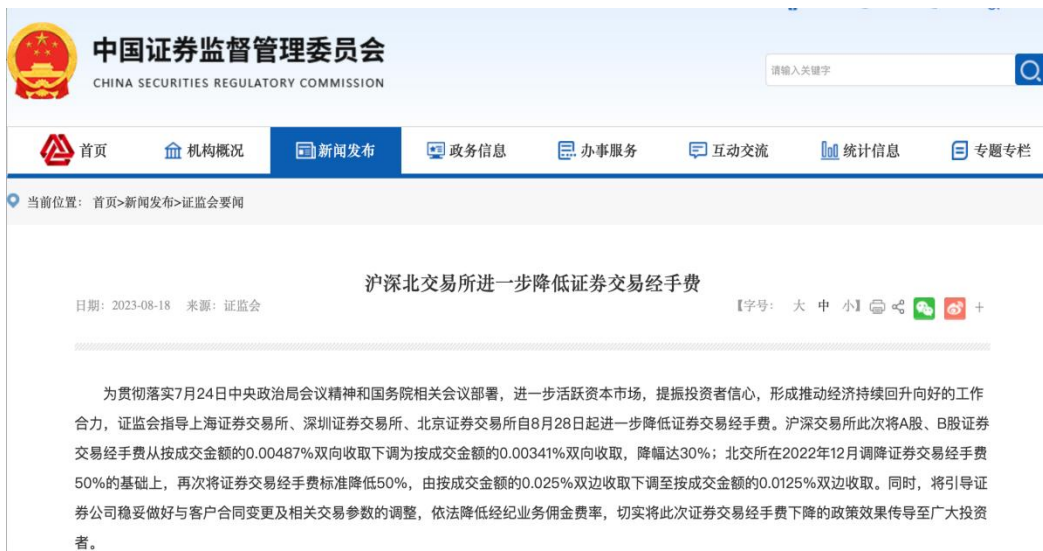 中国证券监督管理委员会
CHINA SECURITIES REGULATORY COMMISSION
请输入关键字
首页 机构概况 新闻发布 政务信息 办事服务 互动交流 统计信息 专题专栏
当前位置： 首页>新闻发布>证监会要闻
沪深北交易所进一步降低证券交易经手费
日期：2023-08-18 来源：证监会 【字号： 大 中 小】 +
为贯彻落实7月24日中央政治局会议精神和国务院相关会议部署，进一步活跃资本市场，提振投资者信心，形成推动经济持续回升向好的工作
合力，证监会指导上海证券交易所、深圳证券交易所、北京证券交易所自8月28日起进一步降低证券交易经手费。沪深交易所此次将A股、B股证券
交易经手费从按成交金额的0.00487%双向收取下调为按成交金额的0.00341%双向收取，降幅达30%；北交所在2022年12月调降证券交易经手费
50%的基础上，再次将证券交易经手费标准降低50%，由按成交金额的0.025%双边收取下调至按成交金额的0.0125%双边收取。同时，将引导证
券公司稳妥做好与客户合同变更及相关交易参数的调整，依法降低经纪业务佣金费率，切实将此次证券交易经手费下降的政策效果传导至广大投资
者。